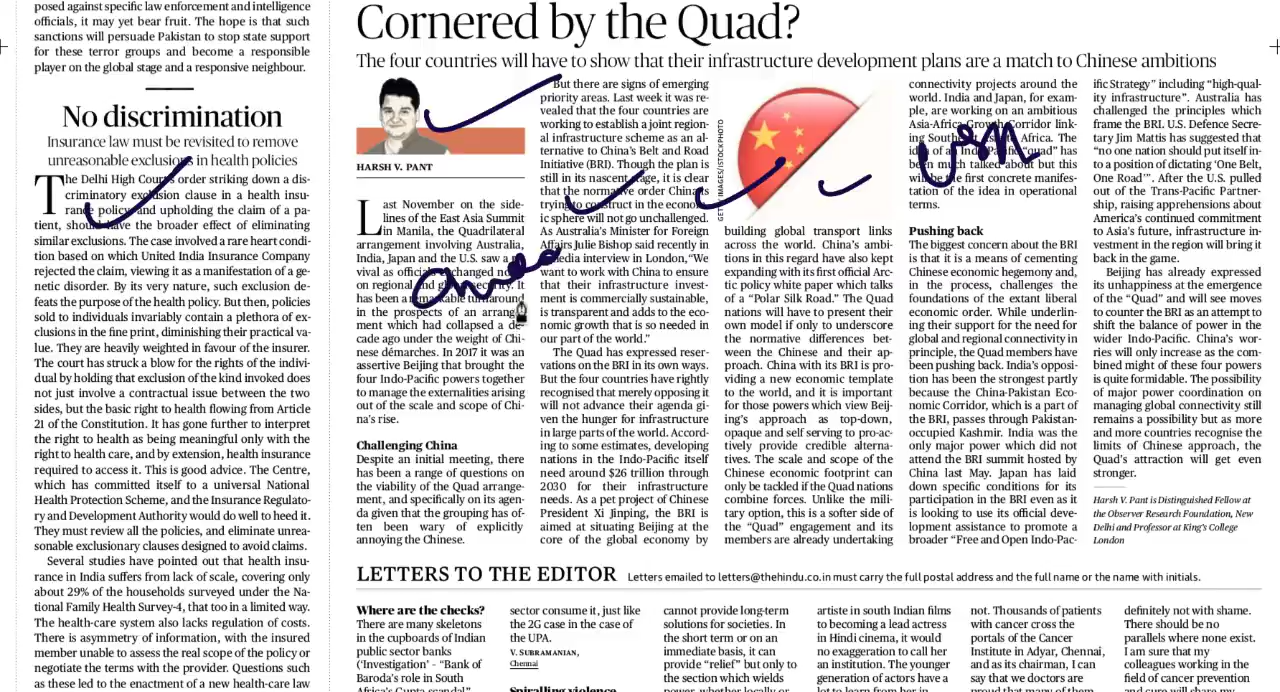 posed against specific law enforcement and intelligence
officials, it may yet bear fruit. The hope is that such
sanctions will persuade Pakistan to stop state support
for these terror groups and become a responsible
player on the global stage and a responsive neighbour.
No discrimination
Insurance law must be revisited to remove
unreasonable exclusions in health policies
The Delhi High Court's order striking down a dis-
criminatory exclusion clause in a health insu-
rance policy and upholding the claim of a pa-
tient, should have the broader effect of eliminating
similar exclusions. The case involved a rare heart condi-
tion based on which United India Insurance Company
rejected the claim, viewing it as a manifestation of a ge-
netic disorder. By its very nature, such exclusion de-
feats the purpose of the health policy. But then, policies
sold to individuals invariably contain a plethora of ex-
clusions in the fine print, diminishing their practical va-
lue. They are heavily weighted in favour of the insurer.
The court has struck a blow for the rights of the indivi-
dual by holding that exclusion of the kind invoked does
not just involve a contractual issue between the two
sides, but the basic right to health flowing from Article
21 of the Constitution. It has gone further to interpret
the right to health as being meaningful only with the
right to health care, and by extension, health insurance
required to access it. This is good advice. The Centre,
which has committed itself to a universal National
Health Protection Scheme, and the Insurance Regulato-
ry and Development Authority would do well to heed it.
They must review all the policies, and eliminate unrea-
sonable exclusionary clauses designed to avoid claims.
Several studies have pointed out that health insu-
rance in India suffers from lack of scale, covering only
about 29% of the households surveyed under the Na-
tional Family Health Survey-4, that too in a limited way.
The health-care system also lacks regulation of costs.
There is asymmetry of information, with the insured
member unable to assess the real scope of the policy or
negotiate the terms with the provider. Questions such
as these led to the enactment of a new health-care law
Cornered by the Quad?
The four countries will have to show that their infrastructure development plans are a match to Chinese ambitions
HARSH V. PANT
Last November on the side-
lines of the East Asia Summit
in Manila, the Quadrilateral
arrangement involving Australia,
India, Japan and the U.S. saw a re-
vival as officials exchanged notes
on regional and global security. It
has been a remarkable turnaround
in the prospects of an arrange-
ment which had collapsed a de-
cade ago under the weight of Chi-
nese démarches. In 2017 it was an
assertive Beijing that brought the
four Indo-Pacific powers together
to manage the externalities arising
out of the scale and scope of Chi-
na's rise.
Challenging China
Despite an initial meeting, there
has been a range of questions on
the viability of the Quad arrange-
ment, and specifically on its agen-
da given that the grouping has of-
ten been wary of explicitly
annoying the Chinese.
But there are signs of emerging
priority areas. Last week it was re-
vealed that the four countries are
working to establish a joint region-
al infrastructure scheme as an al-
ternative to China's Belt and Road
Initiative (BRI). Though the plan is
still in its nascent stage, it is clear
that the normative order China is
trying to construct in the econom-
ic sphere will not go unchallenged.
As Australia's Minister for Foreign
Affairs Julie Bishop said recently in
a media interview in London, "We
want to work with China to ensure
that their infrastructure invest-
ment is commercially sustainable,
is transparent and adds to the eco-
nomic growth that is so needed in
our part of the world."
The Quad has expressed reser-
vations on the BRI in its own ways.
But the four countries have rightly
recognised that merely opposing it
will not advance their agenda gi-
ven the hunger for infrastructure
in large parts of the world. Accord-
ing to some estimates, developing
nations in the Indo-Pacific itself
need around $26 trillion through
2030 for their infrastructure
needs. As a pet project of Chinese
President Xi Jinping, the BRI is
aimed at situating Beijing at the
core of the global economy by
GETTY IMAGES/ISTOCKPHOTO
building global transport links
across the world. China's ambi-
tions in this regard have also kept
expanding with its first official Arc-
tic policy white paper which talks
of a "Polar Silk Road." The Quad
nations will have to present their
own model if only to underscore
the normative differences bet-
ween the Chinese and their ap-
proach. China with its BRI is pro-
viding a new economic template
to the world, and it is important
for those powers which view Beij-
ing's approach as top-down,
opaque and self serving to pro-ac-
tively provide credible alterna-
tives. The scale and scope of the
Chinese economic footprint can
only be tackled if the Quad nations
combine forces. Unlike the mili-
tary option, this is a softer side of
the "Quad" engagement and its
members are already undertaking
connectivity projects around the
world. India and Japan, for exam-
ple, are working on an ambitious
Asia-Africa Growth Corridor link-
ing Southeast Asia to Africa. The
idea of an Indo-Pacific "quad" has
been much talked about but this
will be the first concrete manifes-
tation of the idea in operational
terms.
Pushing back
The biggest concern about the BRI
is that it is a means of cementing
Chinese economic hegemony and,
in the process, challenges the
foundations of the extant liberal
economic order. While underlin-
ing their support for the need for
global and regional connectivity in
principle, the Quad members have
been pushing back. India's opposi-
tion has been the strongest partly
because the China-Pakistan Eco-
nomic Corridor, which is a part of
the BRI, passes through Pakistan-
occupied Kashmir. India was the
only major power which did not
attend the BRI summit hosted by
China last May. Japan has laid
down specific conditions for its
participation in the BRI even as it
is looking to use its official deve-
lopment assistance to promote a
broader "Free and Open Indo-Pac-
ific Strategy" including "high-qual-
ity infrastructure". Australia has
challenged the principles which
frame the BRI. U.S. Defence Secre-
tary Jim Mattis has suggested that
"no one nation should put itself in-
to a position of dictating 'One Belt,
One Road'". After the U.S. pulled
out of the Trans-Pacific Partner-
ship, raising apprehensions about
America's continued commitment
to Asia's future, infrastructure in-
vestment in the region will bring it
back in the game.
Beijing has already expressed
its unhappiness at the emergence
of the "Quad" and will see moves
to counter the BRI as an attempt to
shift the balance of power in the
wider Indo-Pacific. China's wor-
ries will only increase as the com-
bined might of these four powers
is quite formidable. The possibility
of major power coordination on
managing global connectivity still
remains a possibility but as more
and more countries recognise the
limits of Chinese approach, the
Quad's attraction will get even
stronger.
Harsh V. Pant is Distinguished Fellow at
the Observer Research Foundation, New
Delhi and Professor at King's College
London
LETTERS TO THE EDITOR Letters emailed to letters@thehindu.co.in must carry the full postal address and the full name or the name with initials.
Where are the checks?
There are many skeletons
in the cupboards of Indian
public sector banks
('Investigation' – "Bank of
Baroda's role in South
Africa's Gupta scandal"
sector consume it, just like
the 2G case in the case of
the UPA.
V. SUBRAMANIAN,
Chennai
Spiralling violence
cannot provide long-term
solutions for societies. In
the short term or on an
immediate basis, it can
provide "relief" but only to
the section which wields
power, whether locally or
artiste in south Indian films
to becoming a lead actress
in Hindi cinema, it would
no exaggeration to call her
an institution. The younger
generation of actors have a
lot to learn from her in
not. Thousands of patients
with cancer cross the
portals of the Cancer
Institute in Adyar, Chennai,
and as its chairman, I can
say that we doctors are
proud that many of them
definitely not with shame.
There should be no
parallels where none exist.
I am sure that my
colleagues working in the
field of cancer prevention
and cure will share my